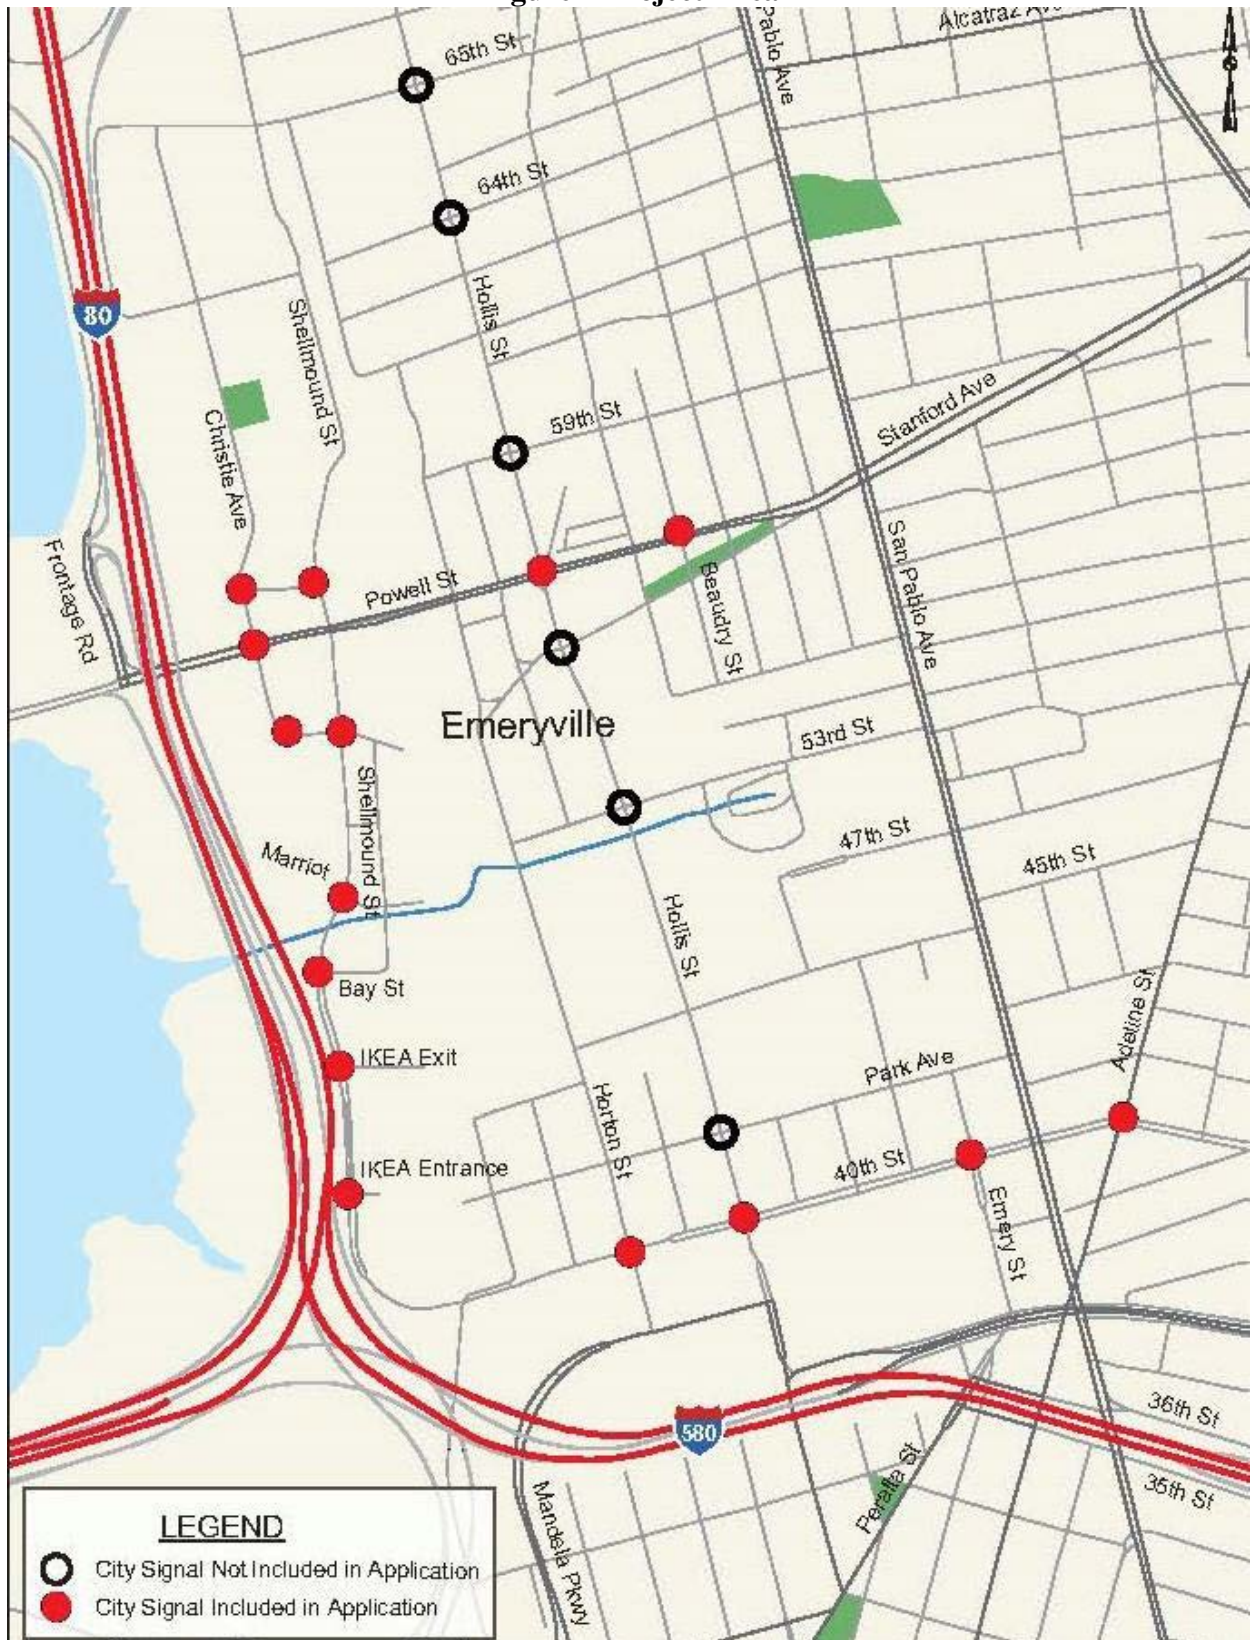 65th St
Alcatraz Ave
Pablo Ave
64th St
80
Hollis St
Shellmound St
59th St
Stanford Ave
Christie Ave
Frontage Rd
Powell St
Beaudry St
San Pablo Ave
Emeryville
53rd St
Shellmound St
47th St
45th St
Marriot
Hollis St
Bay St
Adeline St
IKEA Exit
Park Ave
Horton St
IKEA Entrance
40th St
Emery St
36th St
580
35th St
Peralta St
Mandela Pkwy
LEGEND
City Signal Not Included in Application
City Signal Included in Application